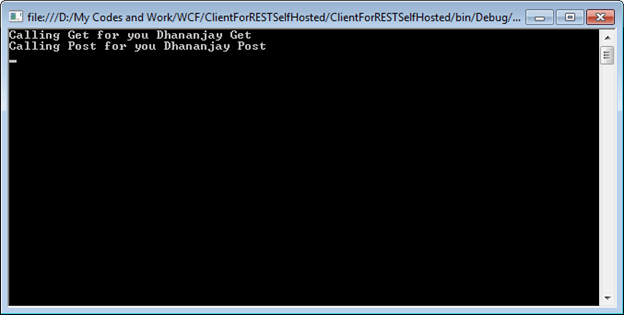 file:///D:/My Codes and Work/WCF/ClientForRESTSelfHosted/ClientForRESTSelfHosted/bin/Debug/...
Calling Get for you Dhananjay Get
Calling Post for you Dhananjay Post